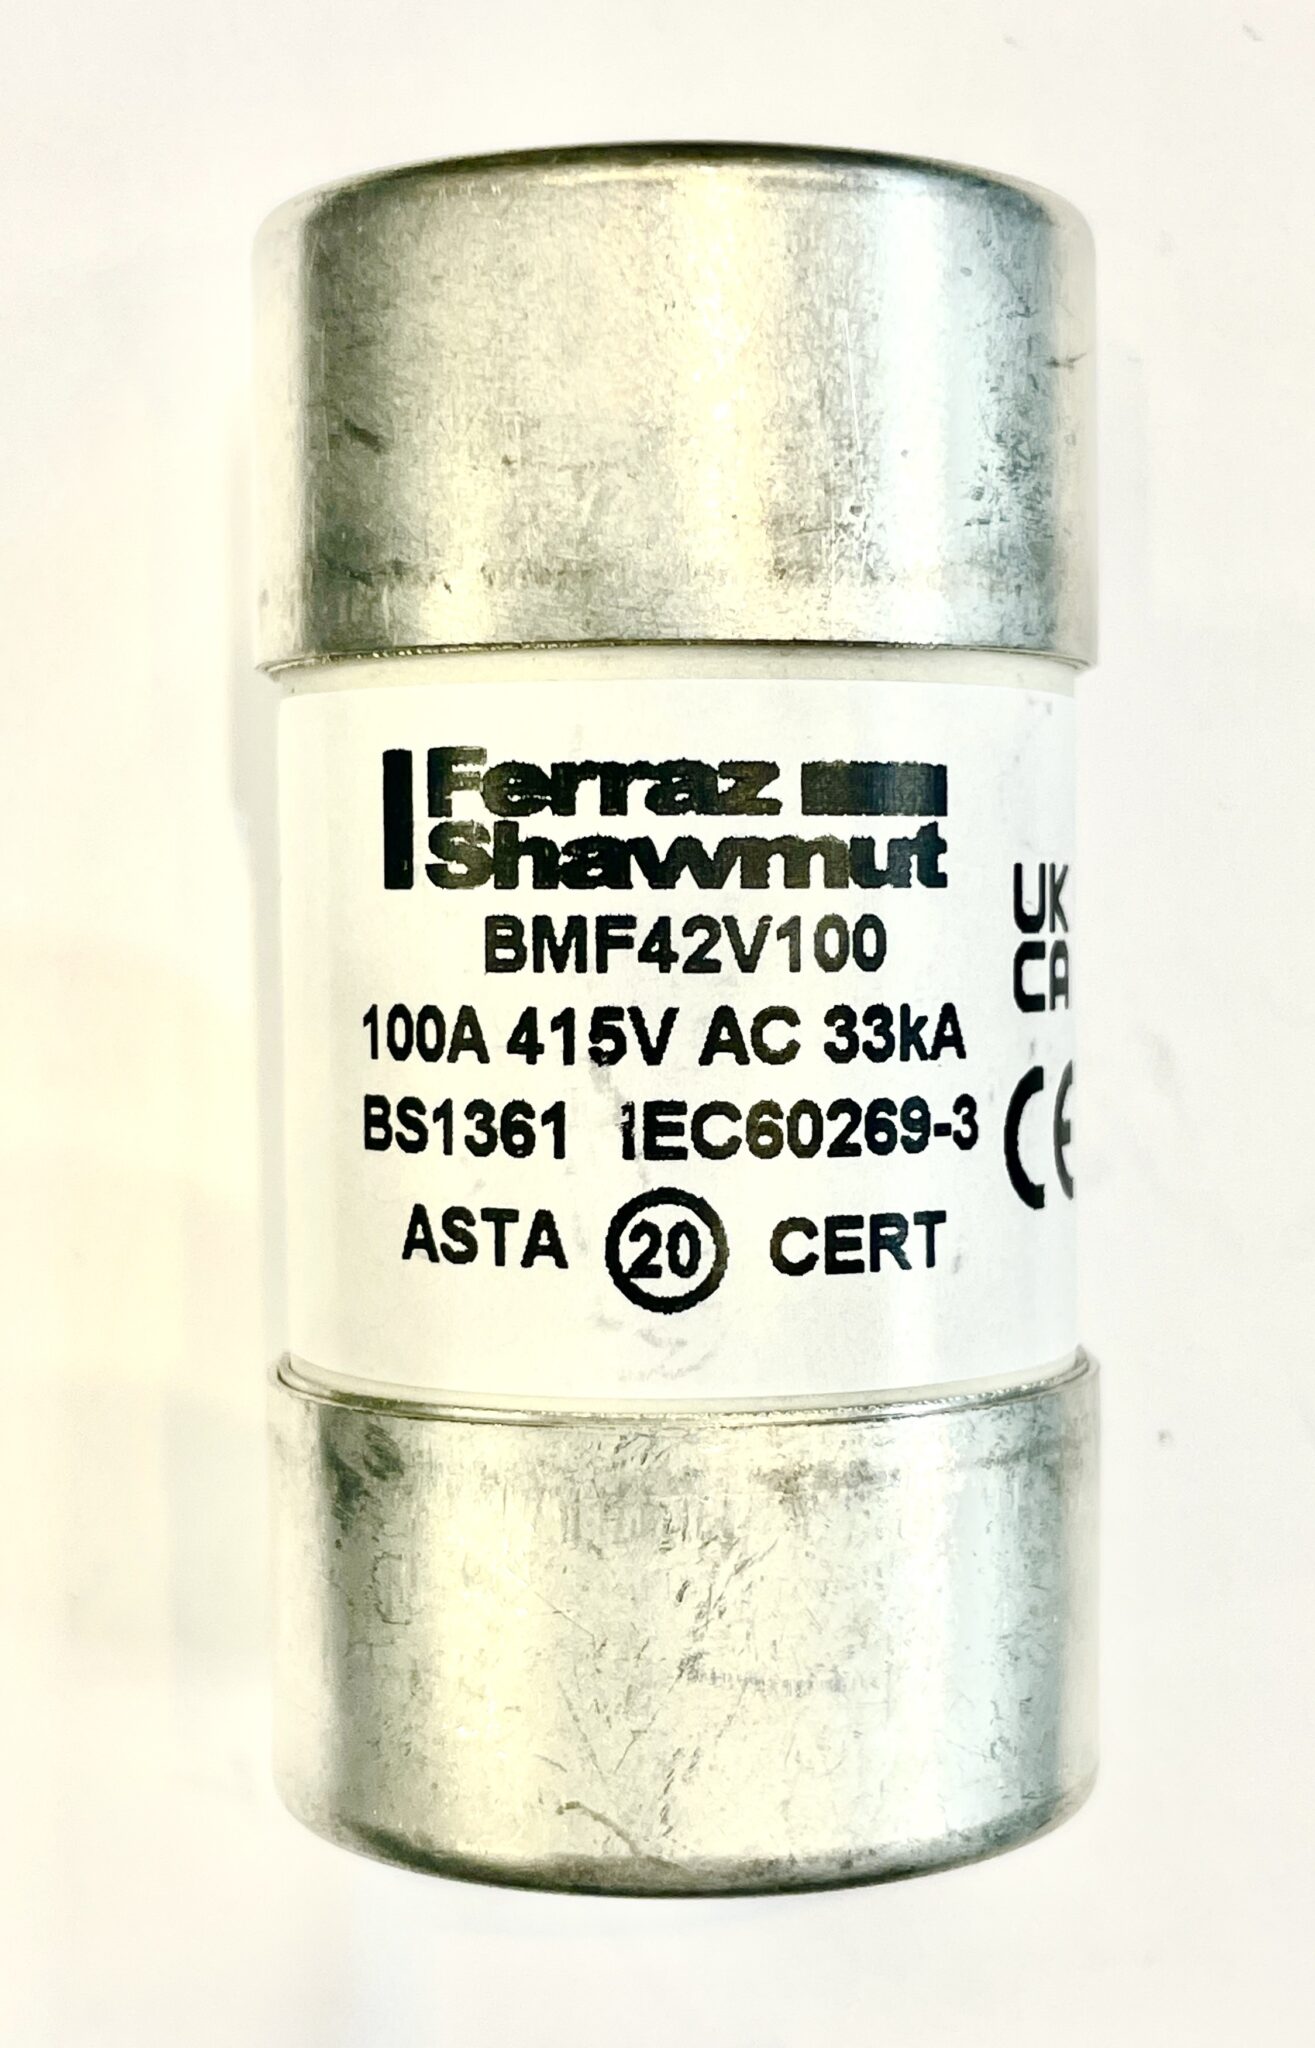 Ferraz
Shawmut
BMF42V100
100A 415V AC 33kA
BS1361 IEC60269-3
ASTA 20 CERT
UK
CA
CE